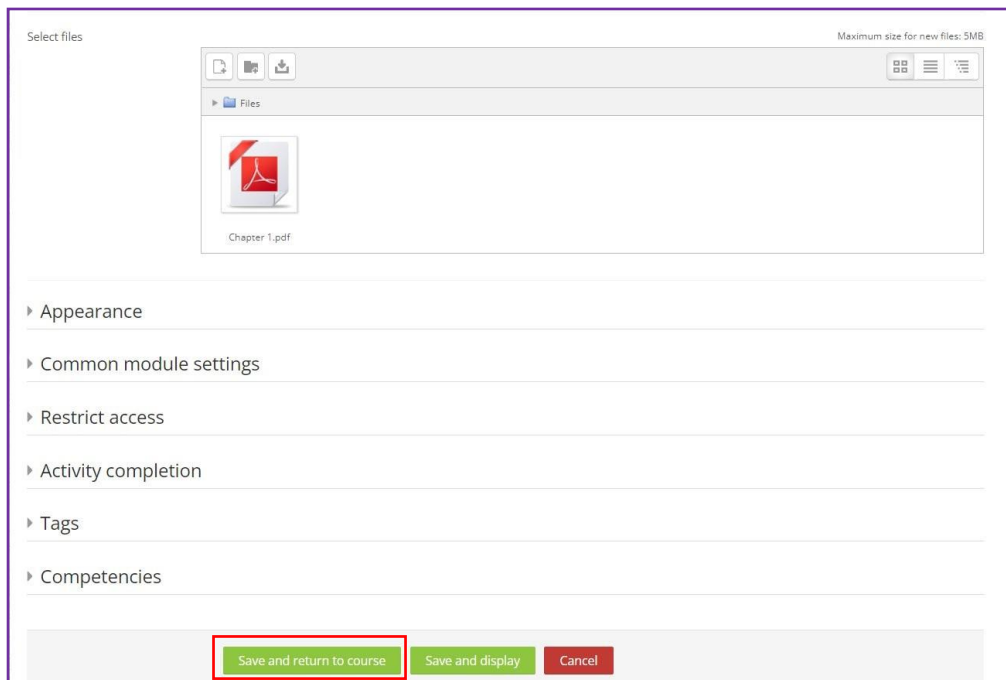 Select files
Maximum size for new files: 5MB
Files
Chapter 1.pdf
Appearance
Common module settings
Restrict access
Activity completion
Tags
Competencies
Save and return to course Save and display Cancel